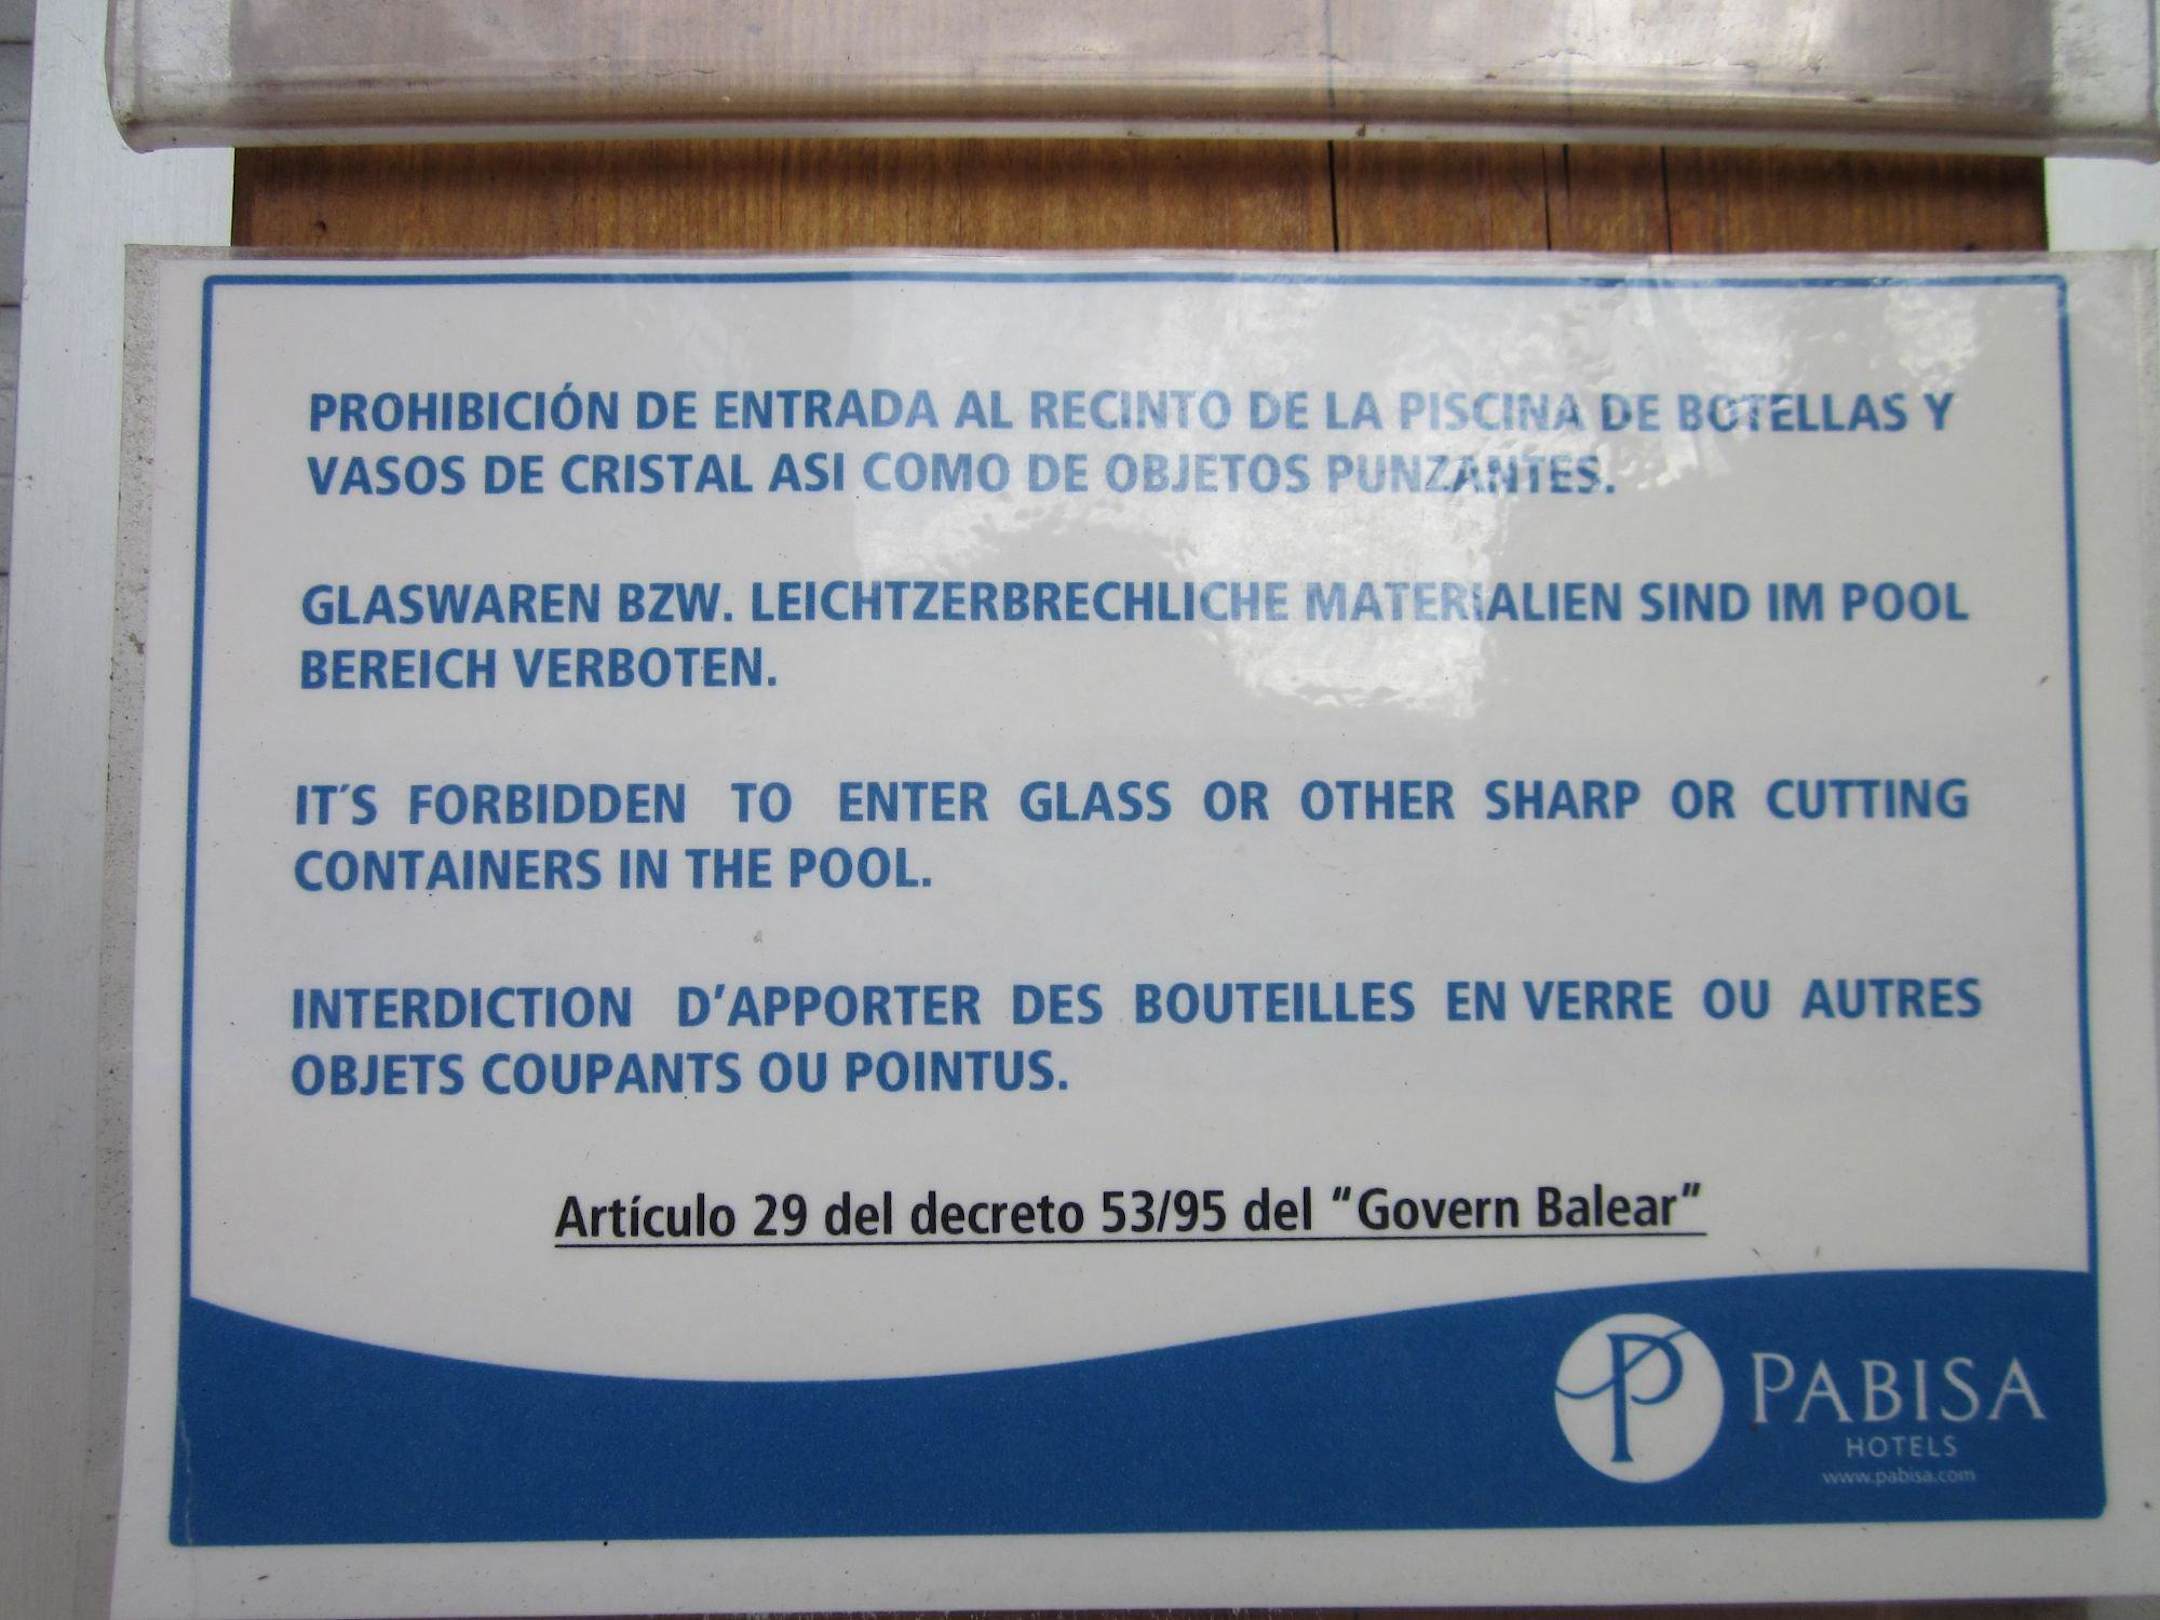 PROHIBICIÓN DE ENTRADA AL RECINTO DE LA PISCINA DE BOTELLAS Y
VASOS DE CRISTAL ASI COMO DE OBJETOS PUNZANTES.
GLASWAREN BZW. LEICHTZERBRECHLICHE MATERIALIEN SIND IM POOL
BEREICH VERBOTEN.
IT´S FORBIDDEN TO ENTER GLASS OR OTHER SHARP OR CUTTING
CONTAINERS IN THE POOL.
INTERDICTION D'APPORTER DES BOUTEILLES EN VERRE OU AUTRES
OBJETS COUPANTS OU POINTUS.
Artículo 29 del decreto 53/95 del "Govern Balear"
PABISA
HOTELS
www.pabisa.com